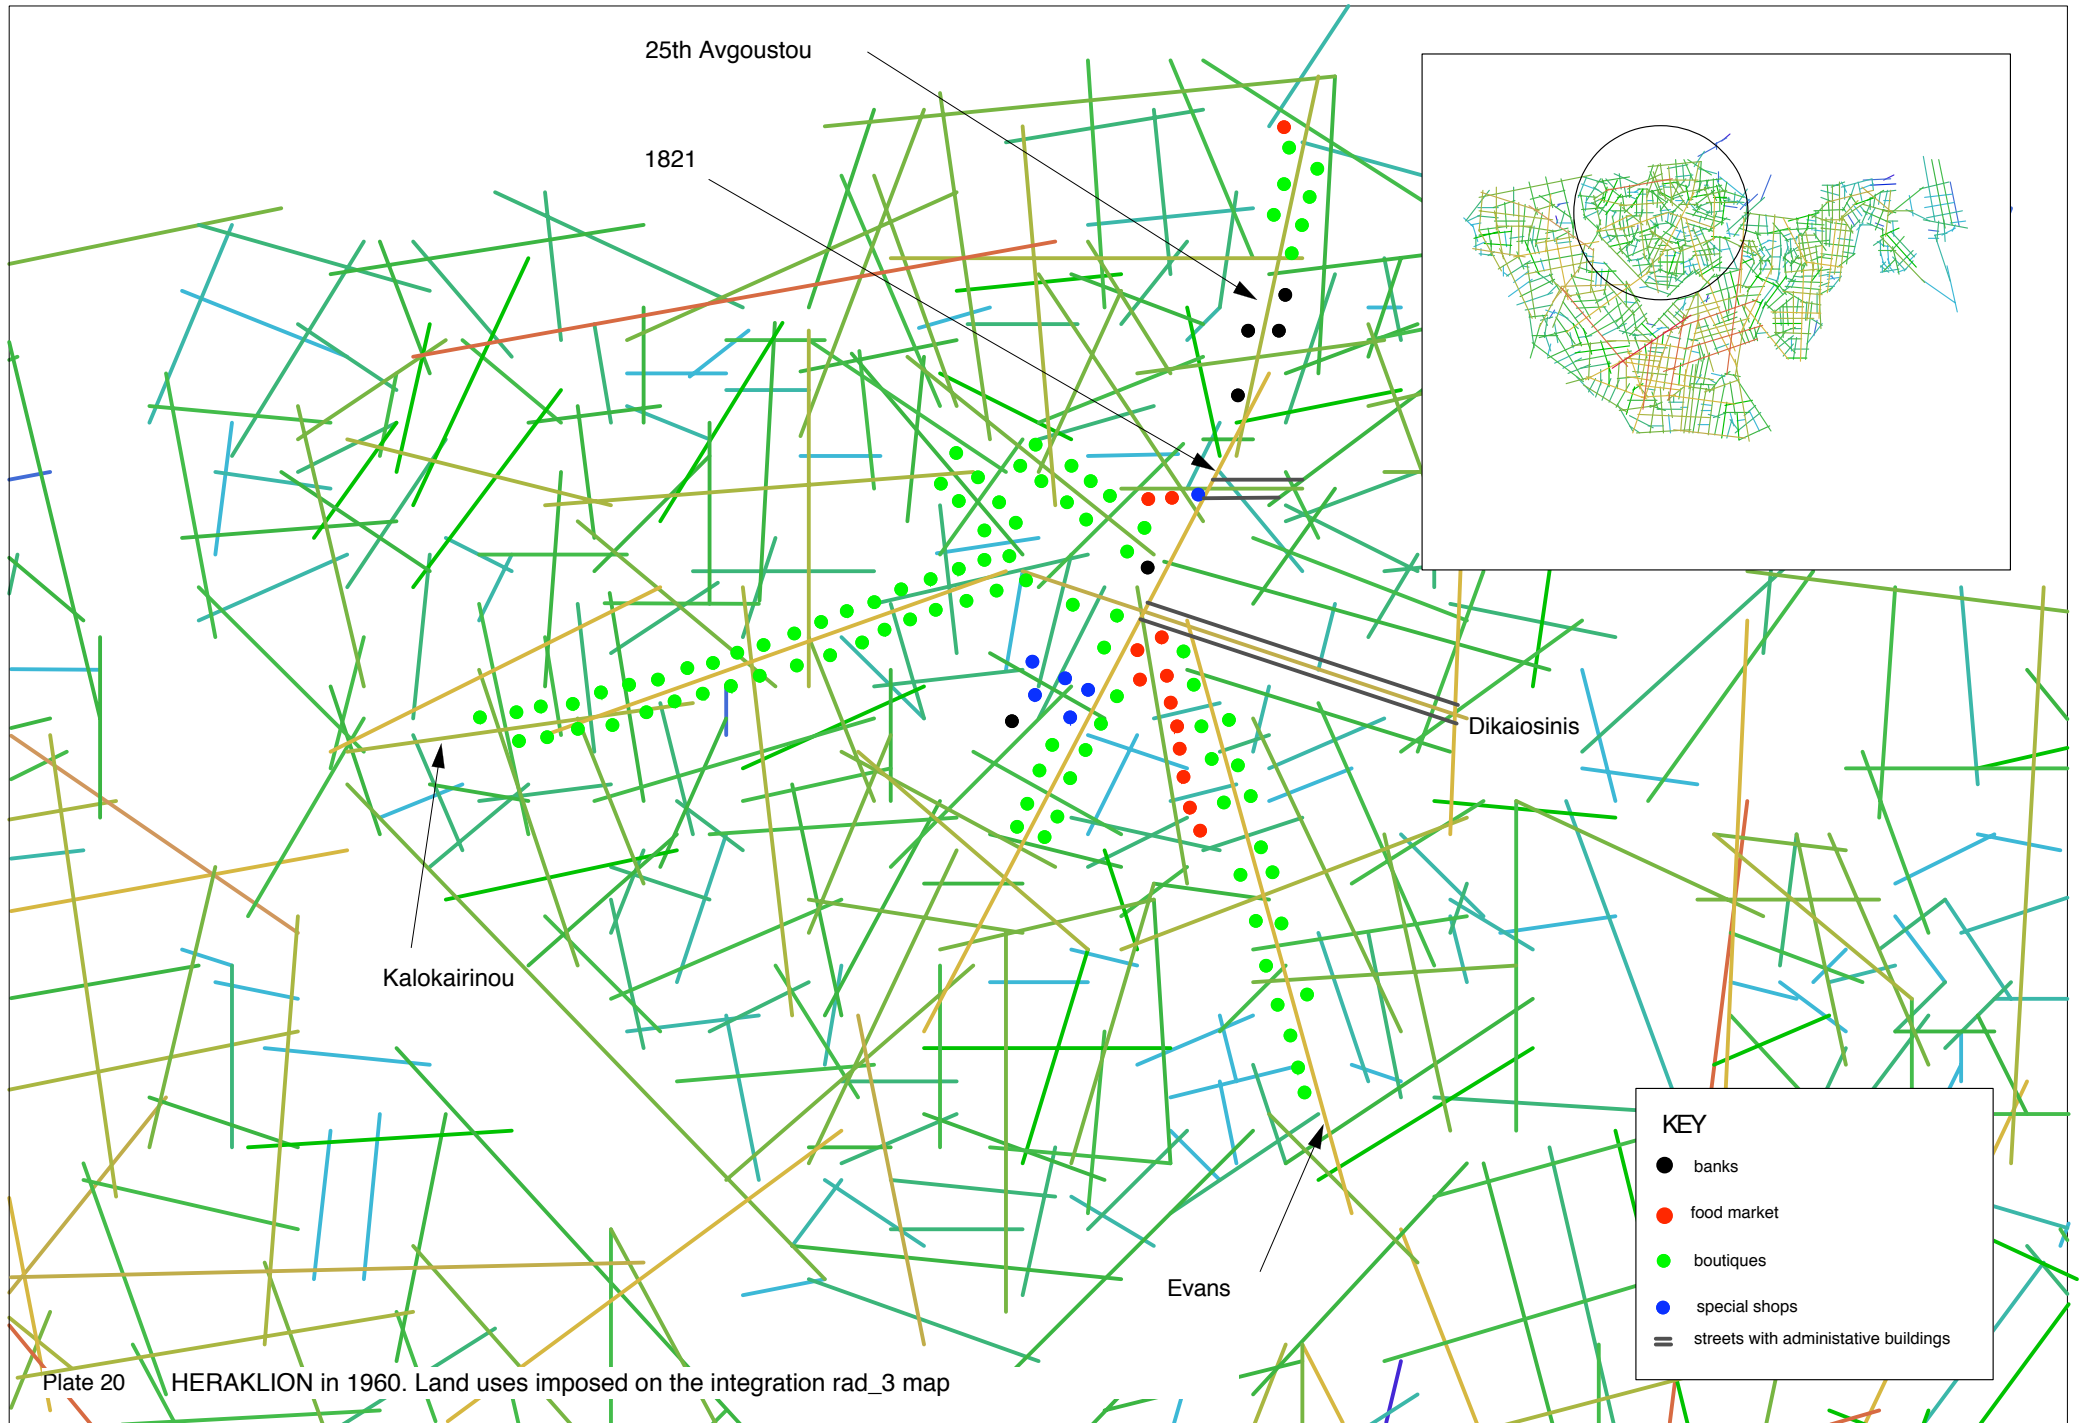 25th Avgoustou
1821
Dikaiosinis
Kalokairinou
Evans
KEY
banks
food market
boutiques
special shops
streets with administative buildings
Plate 20 HERAKLION in 1960. Land uses imposed on the integration rad_3 map